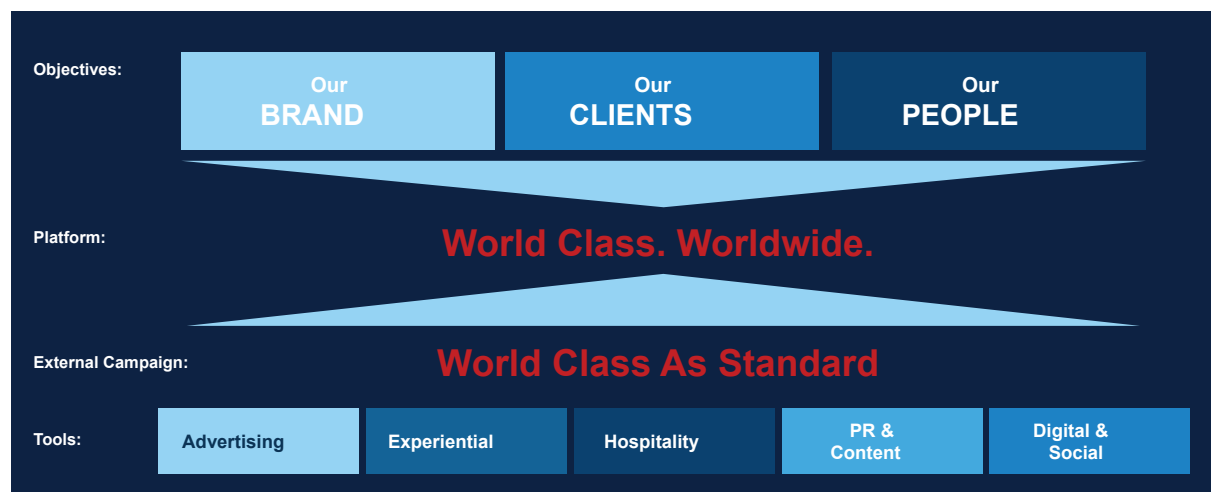 Objectives:
Our
BRAND
Our
CLIENTS
Our
PEOPLE
Platform:
World Class. Worldwide.
External Campaign:
World Class As Standard
Tools:
Advertising
Experiential
Hospitality
PR &
Content
Digital &
Social